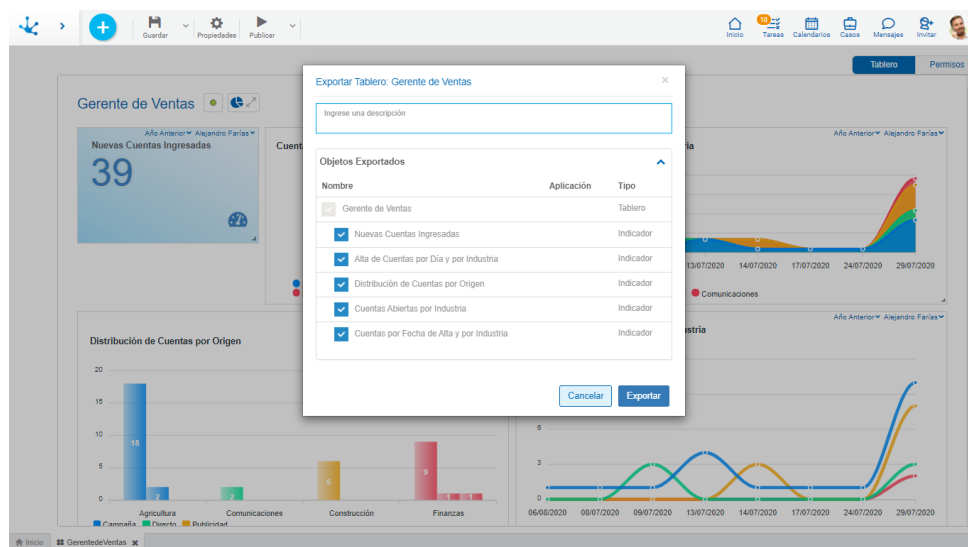 Guardar
Propiedades
Publicar
Inicio
10
Tareas
Calendarios
Casos
Mensajes
Invitar
Tablero
Permisos
Gerente de Ventas
Año Anterior Alejandro Farías
Nuevas Cuentas Ingresadas
39
Cuent
Exportar Tablero: Gerente de Ventas
×
Ingrese una descripción
Objetos Exportados
Nombre Aplicación Tipo
Gerente de Ventas Tablero
Nuevas Cuentas Ingresadas Indicador
Alta de Cuentas por Día y por Industria Indicador
Distribución de Cuentas por Origen Indicador
Cuentas Abiertas por Industria Indicador
Cuentas por Fecha de Alta y por Industria Indicador
Cancelar
Exportar
Año Anterior Alejandro Farías
ia
13/07/2020 14/07/2020 17/07/2020 24/07/2020 29/07/2020
Comunicaciones
Distribución de Cuentas por Origen
20
15
10
5
0
18
2
2
6
9
1
1
Agricultura Comunicaciones Construcción Finanzas
Campaña Directo Publicidad
Año Anterior Alejandro Farías
stria
6
3
0
06/08/2020 08/07/2020 09/07/2020 13/07/2020 14/07/2020 17/07/2020 24/07/2020 29/07/2020
Inicio
GerentedeVentas